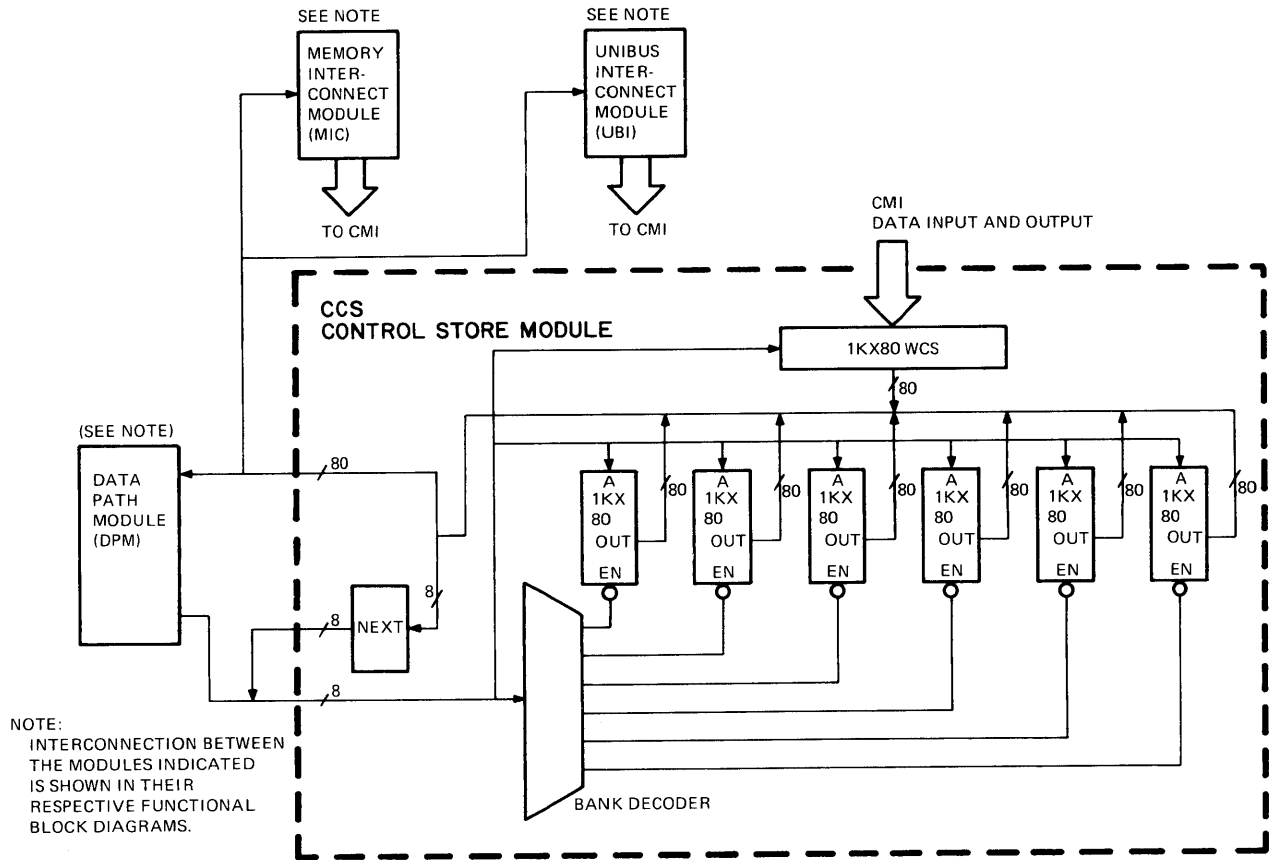 SEE NOTE
MEMORY
INTER-
CONNECT
MODULE
(MIC)
TO CMI
SEE NOTE
UNIBUS
INTER-
CONNECT
MODULE
(UBI)
TO CMI
CMI
DATA INPUT AND OUTPUT
CCS
CONTROL STORE MODULE
1KX80 WCS
80
(SEE NOTE)
DATA
PATH
MODULE
(DPM)
80
A
1KX
80
OUT
EN
80
A
1KX
80
OUT
EN
80
A
1KX
80
OUT
EN
80
A
1KX
80
OUT
EN
80
A
1KX
80
OUT
EN
80
A
1KX
80
OUT
EN
80
8
NEXT
8
8
BANK DECODER
NOTE:
INTERCONNECTION BETWEEN
THE MODULES INDICATED
IS SHOWN IN THEIR
RESPECTIVE FUNCTIONAL
BLOCK DIAGRAMS.